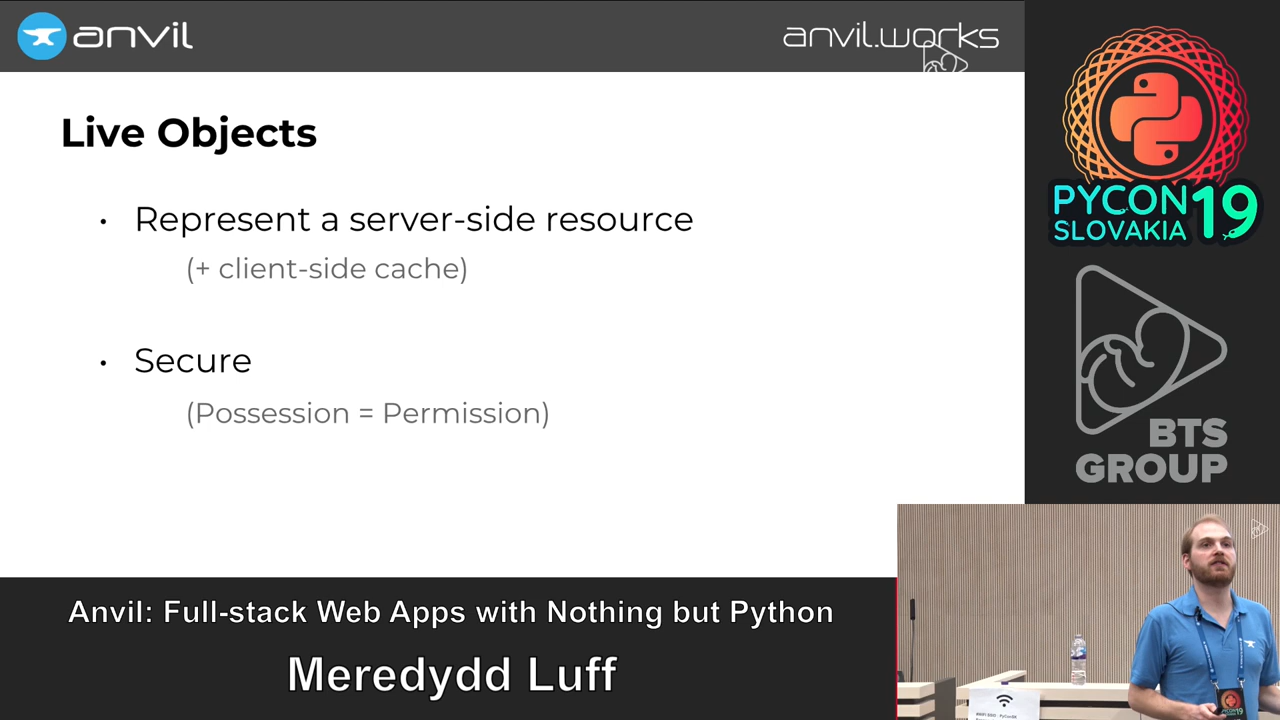 anvil
anvil.works
Live Objects
• Represent a server-side resource
(+ client-side cache)
• Secure
(Possession = Permission)
PYCON 19
SLOVAKIA
BTS
GROUP
Anvil: Full-stack Web Apps with Nothing but Python
Meredydd Luff